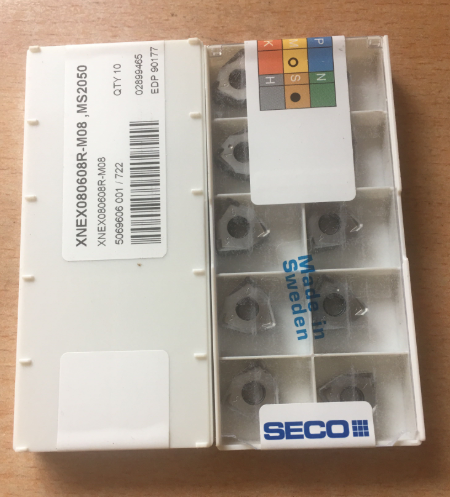 XNEX080608R-M08 ,MS2050
QTY 10
02899465
EDP 90177
XNEX080608R-M08
5069606 001 / 722
P
M
K
N
S
H
Made in
Sweden
SECO